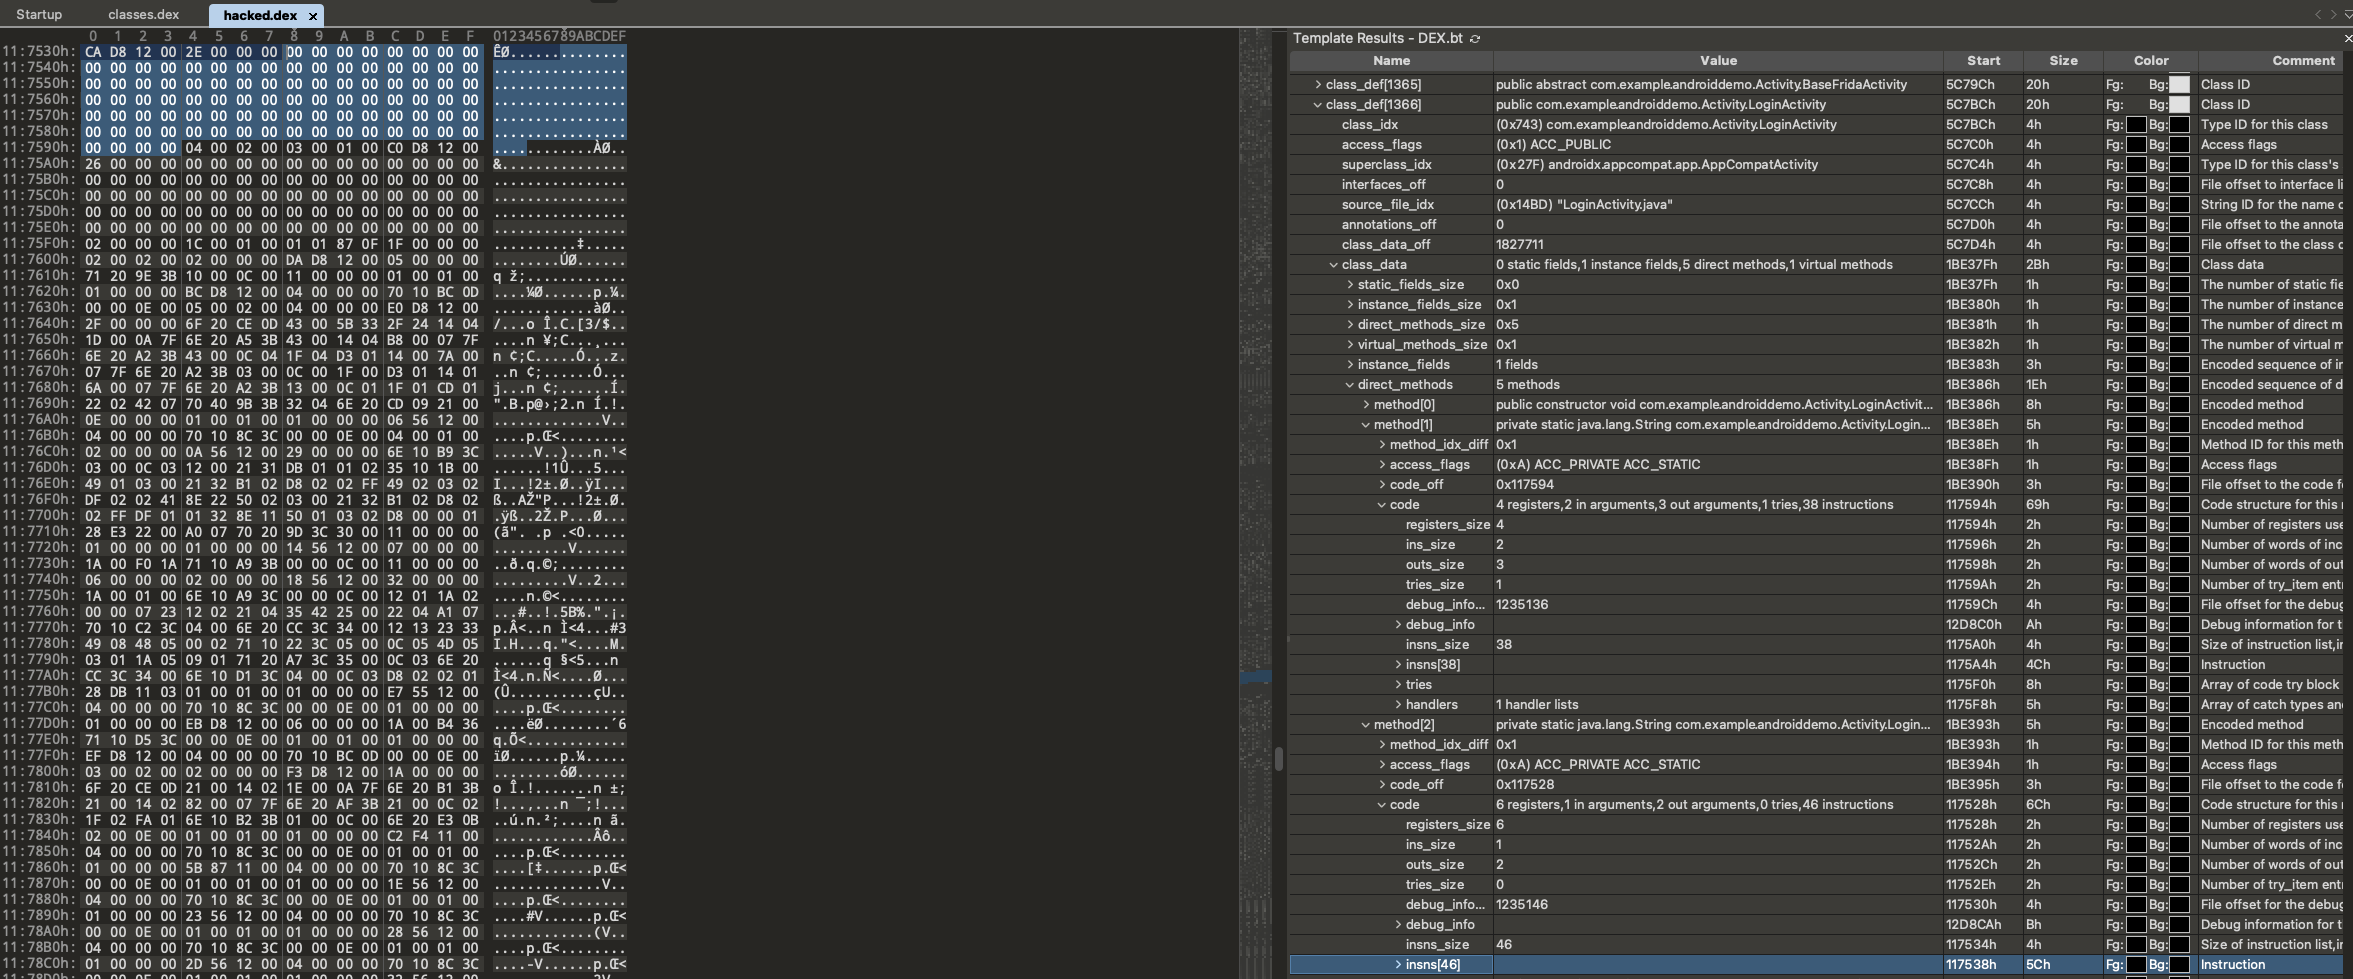 Startup classes.dex hacked.dex ×
0 1 2 3 4 5 6 7 8 9 A B C D E F 0123456789ABCDEF
11:7530h: CA D8 12 00 2E 00 00 00 00 00 00 00 00 00 00 00 ÊØ..............
11:7540h: 00 00 00 00 00 00 00 00 00 00 00 00 00 00 00 00 ................
11:7550h: 00 00 00 00 00 00 00 00 00 00 00 00 00 00 00 00 ................
11:7560h: 00 00 00 00 00 00 00 00 00 00 00 00 00 00 00 00 ................
11:7570h: 00 00 00 00 00 00 00 00 00 00 00 00 00 00 00 00 ................
11:7580h: 00 00 00 00 00 00 00 00 00 00 00 00 00 00 00 00 ................
11:7590h: 00 00 00 00 04 00 02 00 03 00 01 00 C0 D8 12 00 ............ÀØ..
11:75A0h: 26 00 00 00 00 00 00 00 00 00 00 00 00 00 00 00 &...............
11:75B0h: 00 00 00 00 00 00 00 00 00 00 00 00 00 00 00 00 ................
11:75C0h: 00 00 00 00 00 00 00 00 00 00 00 00 00 00 00 00 ................
11:75D0h: 00 00 00 00 00 00 00 00 00 00 00 00 00 00 00 00 ................
11:75E0h: 00 00 00 00 00 00 00 00 00 00 00 00 00 00 00 00 ................
11:75F0h: 02 00 00 00 1C 00 01 00 01 01 87 0F 1F 00 00 00 ..........‡.....
11:7600h: 02 00 02 00 02 00 00 00 DA D8 12 00 05 00 00 00 ........ÚØ......
11:7610h: 71 20 9E 3B 10 00 0C 00 11 00 00 00 01 00 01 00 q ž;............
11:7620h: 01 00 00 00 BC D8 12 00 04 00 00 00 70 10 BC 0D ....¼Ø......p.¼.
11:7630h: 00 00 0E 00 05 00 02 00 04 00 00 00 E0 D8 12 00 ............àØ..
11:7640h: 2F 00 00 00 6F 20 CE 0D 43 00 5B 33 2F 24 14 04 /...o Î.C.[3/$..
11:7650h: 1D 00 0A 7F 6E 20 A5 3B 43 00 14 04 B8 00 07 7F
11:7660h: 6E 20 A2 3B 43 00 0C 04 1F 04 D3 01 14 00 7A 00
11:7670h: 07 7F 6E 20 A2 3B 03 00 0C 00 1F 00 D3 01 14 01
11:7680h: 6A 00 07 7F 6E 20 A2 3B 13 00 0C 01 1F 01 CD 01
11:7690h: 22 02 42 07 70 40 9B 3B 32 04 6E 20 CD 09 21 00
11:76A0h: 0E 00 00 00 01 00 01 00 01 00 00 00 06 56 12 00
11:76B0h: 04 00 00 00 70 10 8C 3C 00 00 0E 00 04 00 01 00
11:76C0h: 02 00 00 00 0A 56 12 00 29 00 00 00 6E 10 B9 3C
11:76D0h: 03 00 0C 03 12 00 21 31 DB 01 01 02 35 10 1B 00
11:76E0h: 49 01 03 00 21 32 B1 02 D8 02 02 FF 49 02 03 02
11:76F0h: DF 02 02 41 8E 22 50 02 03 00 21 32 B1 02 D8 02
11:7700h: 02 FF DF 01 01 32 8E 11 50 01 03 02 D8 00 00 01
11:7710h: 28 E3 22 00 A0 07 70 20 9D 3C 30 00 11 00 00 00
11:7720h: 01 00 00 00 01 00 00 00 14 56 12 00 07 00 00 00
11:7730h: 1A 00 F0 1A 71 10 A9 3B 00 00 0C 00 11 00 00 00
11:7740h: 06 00 00 00 02 00 00 00 18 56 12 00 32 00 00 00
11:7750h: 1A 00 01 00 6E 10 A9 3C 00 00 0C 00 12 01 1A 02
11:7760h: 00 00 07 23 12 02 21 04 35 42 25 00 22 04 A1 07
11:7770h: 70 10 C2 3C 04 00 6E 20 CC 3C 34 00 12 13 23 33
11:7780h: 49 08 48 05 00 02 71 10 22 3C 05 00 0C 05 4D 05
11:7790h: 03 01 1A 05 09 01 71 20 A7 3C 35 00 0C 03 6E 20
11:77A0h: CC 3C 34 00 6E 10 D1 3C 04 00 0C 03 D8 02 02 01
11:77B0h: 28 DB 11 03 01 00 01 00 01 00 00 00 E7 55 12 00
11:77C0h: 04 00 00 00 70 10 8C 3C 00 00 0E 00 01 00 00 00
11:77D0h: 01 00 00 00 EB D8 12 00 06 00 00 00 1A 00 B4 36
11:77E0h: 71 10 D5 3C 00 00 0E 00 01 00 01 00 01 00 00 00
11:77F0h: EF D8 12 00 04 00 00 00 70 10 BC 0D 00 00 0E 00
11:7800h: 03 00 02 00 02 00 00 00 F3 D8 12 00 1A 00 00 00
11:7810h: 6F 20 CE 0D 21 00 14 02 1E 00 0A 7F 6E 20 B1 3B
11:7820h: 21 00 14 02 82 00 07 7F 6E 20 AF 3B 21 00 0C 02
11:7830h: 1F 02 FA 01 6E 10 B2 3B 01 00 0C 00 6E 20 E3 0B
11:7840h: 02 00 0E 00 01 00 01 00 01 00 00 00 C2 F4 11 00
11:7850h: 04 00 00 00 70 10 8C 3C 00 00 0E 00 01 00 01 00
11:7860h: 01 00 00 00 5B 87 11 00 04 00 00 00 70 10 8C 3C
11:7870h: 00 00 0E 00 01 00 01 00 01 00 00 00 1E 56 12 00
11:7880h: 04 00 00 00 70 10 8C 3C 00 00 0E 00 01 00 01 00
11:7890h: 01 00 00 00 23 56 12 00 04 00 00 00 70 10 8C 3C
11:78A0h: 00 00 0E 00 01 00 01 00 01 00 00 00 28 56 12 00
11:78B0h: 04 00 00 00 70 10 8C 3C 00 00 0E 00 01 00 01 00
11:78C0h: 01 00 00 00 2D 56 12 00 04 00 00 00 70 10 8C 3C
Template Results - DEX.bt
Name Value Start Size Color Comment
class_def[1365] public abstract com.example.androiddemo.Activity.BaseFridaActivity 5C79Ch 20h Fg: Bg: Class ID
class_def[1366] public com.example.androiddemo.Activity.LoginActivity 5C7BCh 20h Fg: Bg: Class ID
class_idx (0x743) com.example.androiddemo.Activity.LoginActivity 5C7BCh 4h Fg: Bg: Type ID for this class
access_flags (0x1) ACC_PUBLIC 5C7C0h 4h Fg: Bg: Access flags
superclass_idx (0x27F) androidx.appcompat.app.AppCompatActivity 5C7C4h 4h Fg: Bg: Type ID for this class's
interfaces_off 0 5C7C8h 4h Fg: Bg: File offset to interface li
source_file_idx (0x14BD) "LoginActivity.java" 5C7CCh 4h Fg: Bg: String ID for the name
annotations_off 0 5C7D0h 4h Fg: Bg: File offset to the annota
class_data_off 1827711 5C7D4h 4h Fg: Bg: File offset to the class
class_data 0 static fields,1 instance fields,5 direct methods,1 virtual methods 1BE37Fh 2Bh Fg: Bg: Class data
static_fields_size 0x0 1BE37Fh 1h Fg: Bg: The number of static fie
instance_fields_size 0x1 1BE380h 1h Fg: Bg: The number of instance
direct_methods_size 0x5 1BE381h 1h Fg: Bg: The number of direct m
virtual_methods_size 0x1 1BE382h 1h Fg: Bg: The number of virtual m
instance_fields 1 fields 1BE383h 3h Fg: Bg: Encoded sequence of ir
direct_methods 5 methods 1BE386h 1Eh Fg: Bg: Encoded sequence of d
method[0] public constructor void com.example.androiddemo.Activity.LoginActivit... 1BE386h 8h Fg: Bg: Encoded method
method[1] private static java.lang.String com.example.androiddemo.Activity.Login... 1BE38Eh 5h Fg: Bg: Encoded method
method_idx_diff 0x1 1BE38Eh 1h Fg: Bg: Method ID for this meth
access_flags (0xA) ACC_PRIVATE ACC_STATIC 1BE38Fh 1h Fg: Bg: Access flags
code_off 0x117594 1BE390h 3h Fg: Bg: File offset to the code f
code 4 registers,2 in arguments,3 out arguments,1 tries,38 instructions 117594h 69h Fg: Bg: Code structure for this
registers_size 4 117594h 2h Fg: Bg: Number of registers use
ins_size 2 117596h 2h Fg: Bg: Number of words of inc
outs_size 3 117598h 2h Fg: Bg: Number of words of out
tries_size 1 11759Ah 2h Fg: Bg: Number of try_item ent
debug_info... 1235136 11759Ch 4h Fg: Bg: File offset for the debug
debug_info 12D8C0h Ah Fg: Bg: Debug information for t
insns_size 38 1175A0h 4h Fg: Bg: Size of instruction list,ir
insns[38] 1175A4h 4Ch Fg: Bg: Instruction
tries 1175F0h 8h Fg: Bg: Array of code try block
handlers 1 handler lists 1175F8h 5h Fg: Bg: Array of catch types an
method[2] private static java.lang.String com.example.androiddemo.Activity.Login... 1BE393h 5h Fg: Bg: Encoded method
method_idx_diff 0x1 1BE393h 1h Fg: Bg: Method ID for this meth
access_flags (0xA) ACC_PRIVATE ACC_STATIC 1BE394h 1h Fg: Bg: Access flags
code_off 0x117528 1BE395h 3h Fg: Bg: File offset to the code f
code 6 registers,1 in arguments,2 out arguments,0 tries,46 instructions 117528h 6Ch Fg: Bg: Code structure for this
registers_size 6 117528h 2h Fg: Bg: Number of registers use
ins_size 1 11752Ah 2h Fg: Bg: Number of words of inc
outs_size 2 11752Ch 2h Fg: Bg: Number of words of out
tries_size 0 11752Eh 2h Fg: Bg: Number of try_item ent
debug_info... 1235146 117530h 4h Fg: Bg: File offset for the debug
debug_info 12D8CAh Bh Fg: Bg: Debug information for t
insns_size 46 117534h 4h Fg: Bg: Size of instruction list,ir
insns[46] 117538h 5Ch Fg: Bg: Instruction